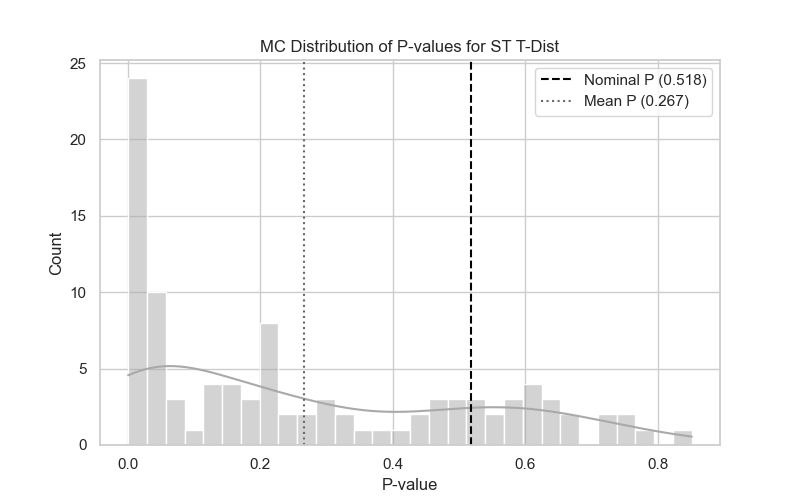 MC Distribution of P-values for ST T-Dist
Nominal P (0.518)
Mean P (0.267)
25
20
15
10
5
0
Count
0.0 0.2 0.4 0.6 0.8
P-value